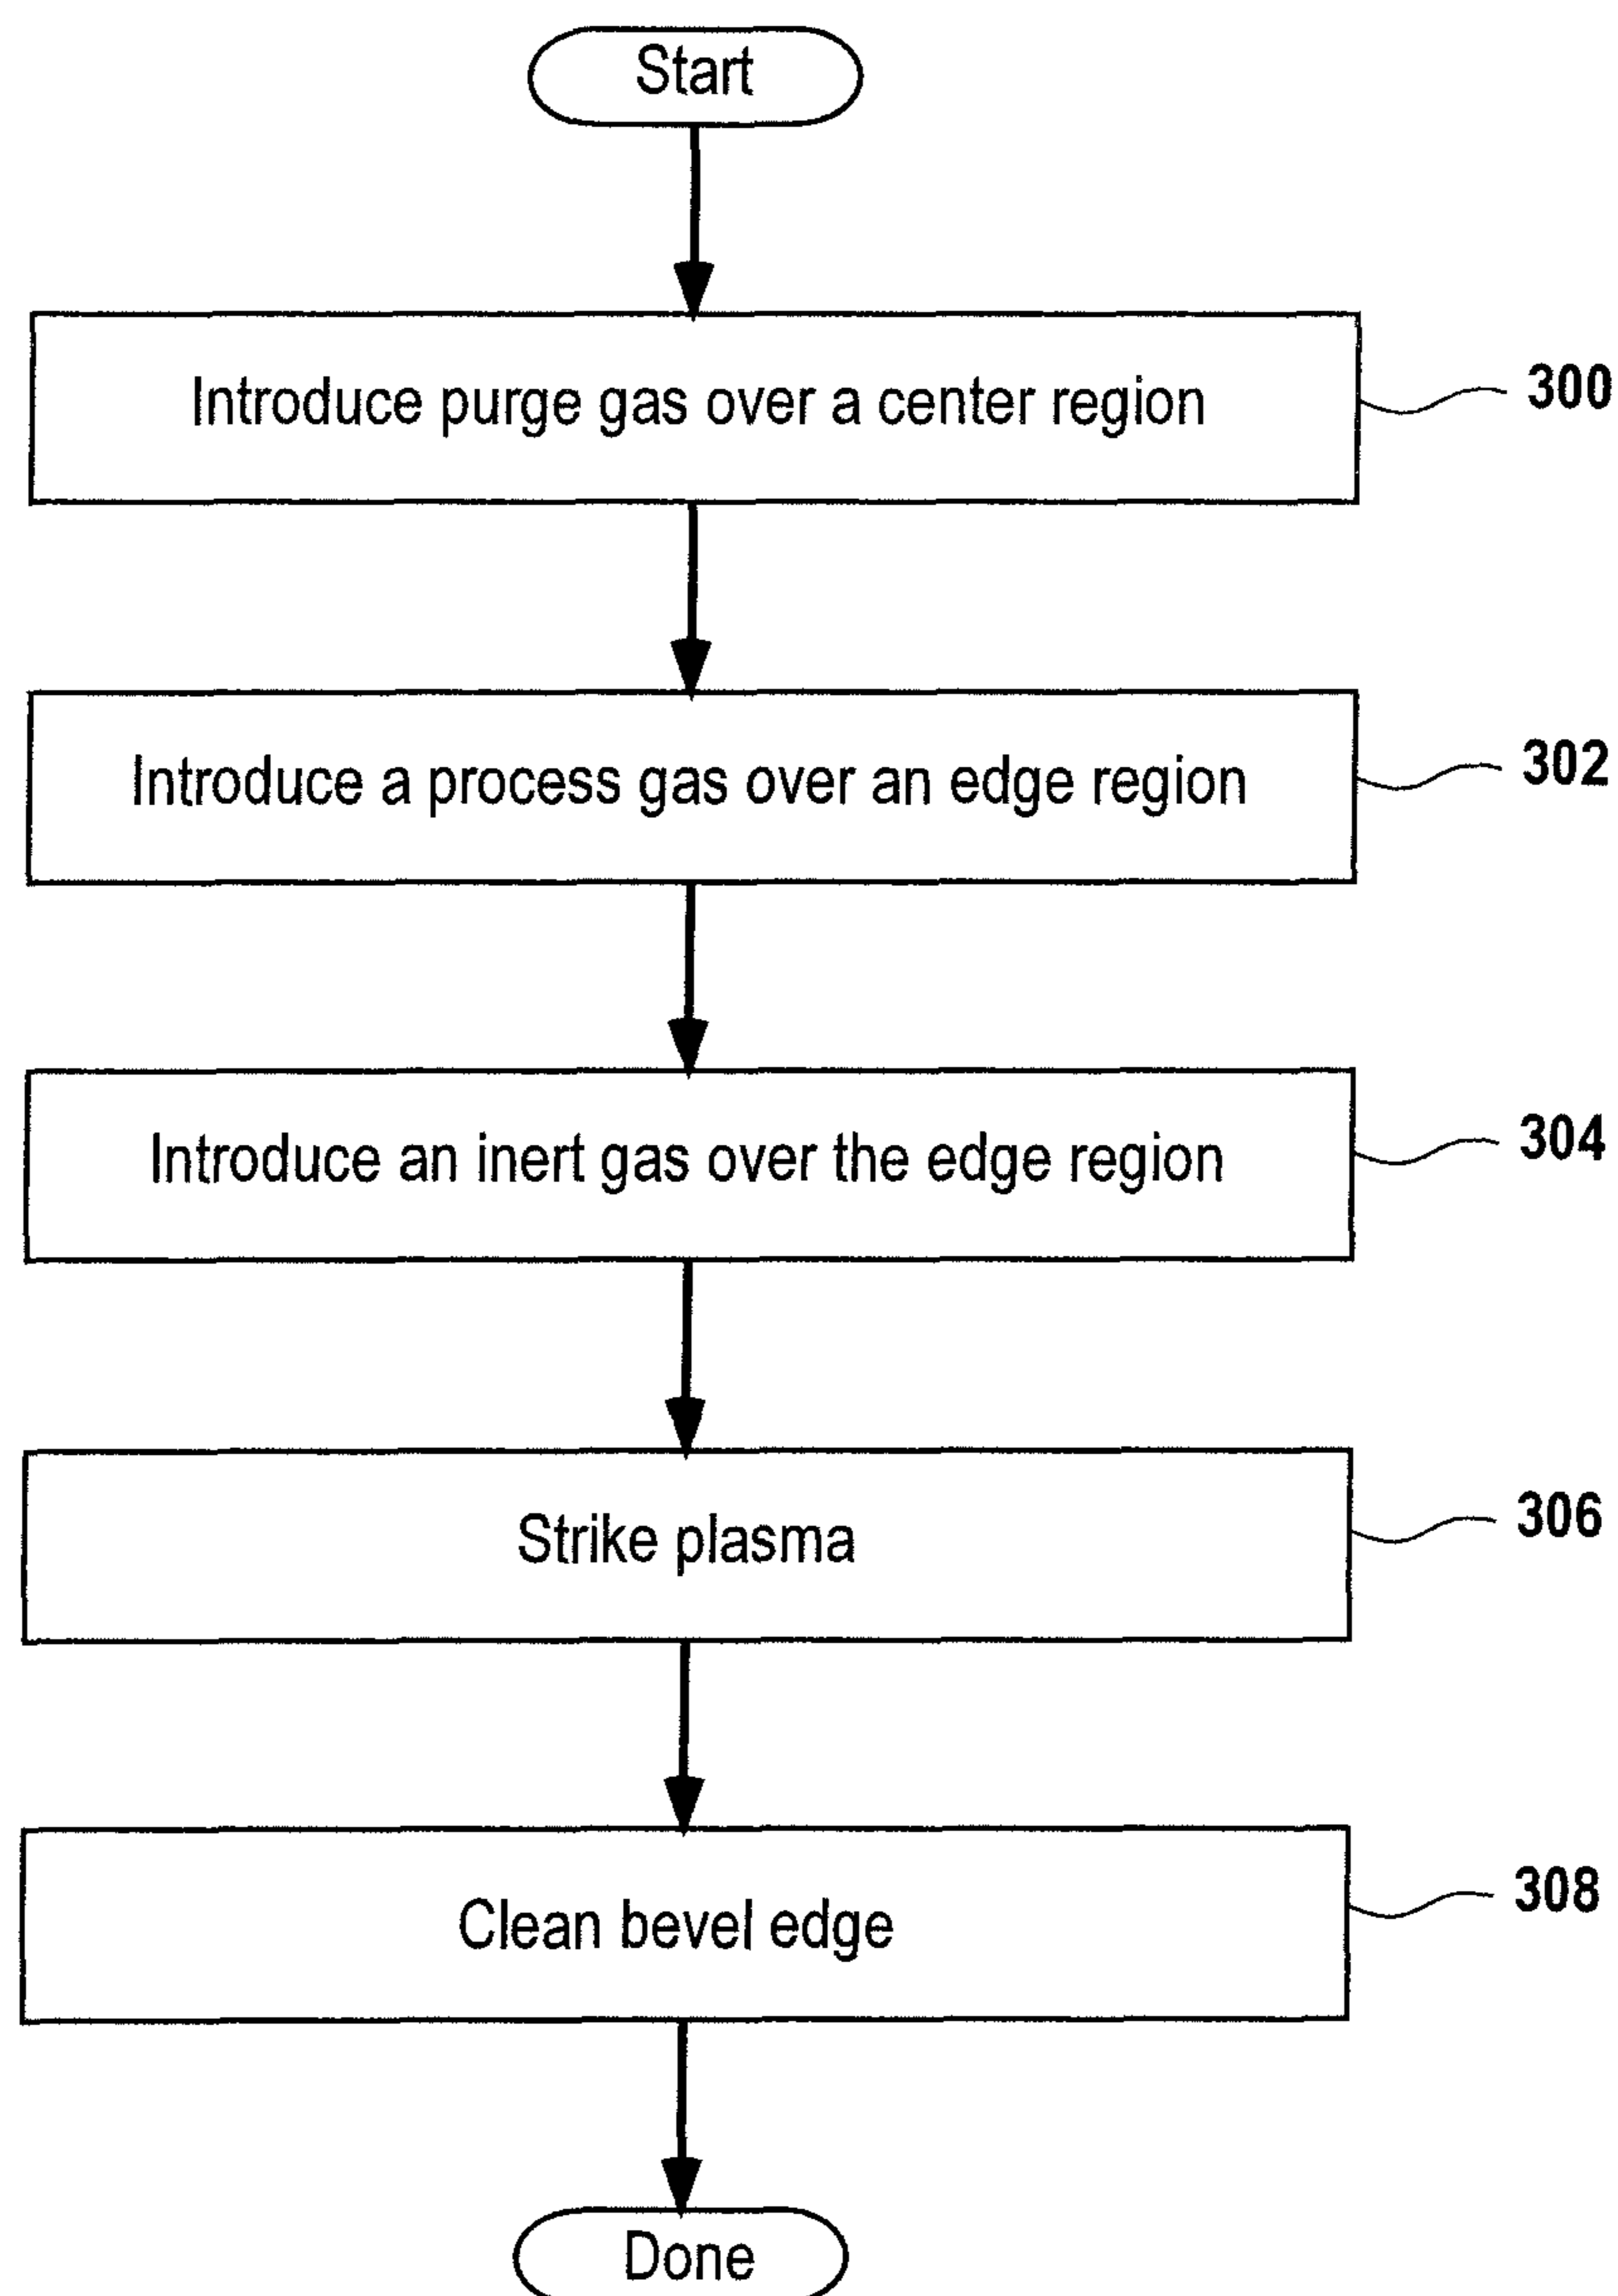 Start
Introduce purge gas over a center region
300
Introduce a process gas over an edge region
302
Introduce an inert gas over the edge region
304
Strike plasma
306
Clean bevel edge
308
Done